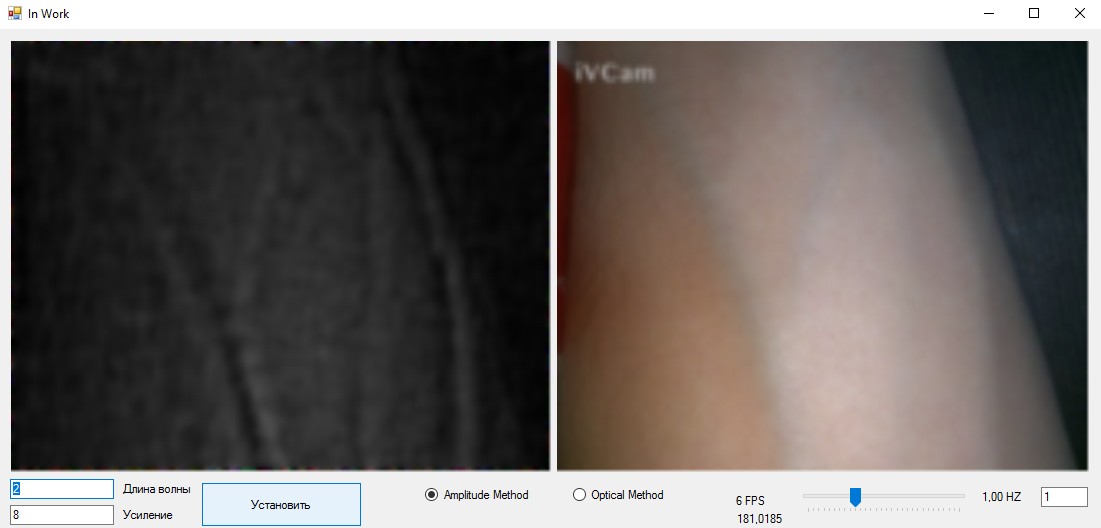 In Work
iVCam
2
Длина волны
8
Усиление
Установить
Amplitude Method
Optical Method
6 FPS
181,0185
1,00 HZ
1